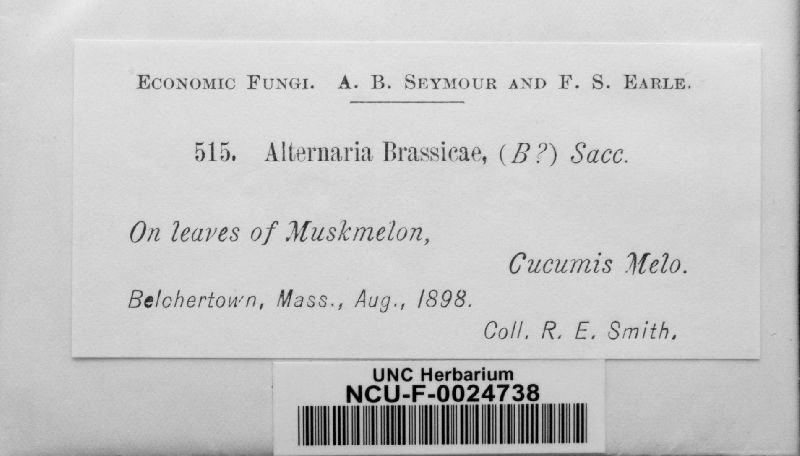 Economic Fungi. A. B. Seymour and F. S. Earle.
515. Alternaria Brassicae, (B?) Sacc.
On leaves of Muskmelon,
Cucumis Melo.
Belchertown, Mass., Aug., 1898.
Coll. R. E. Smith.
UNC Herbarium
NCU-F-0024738